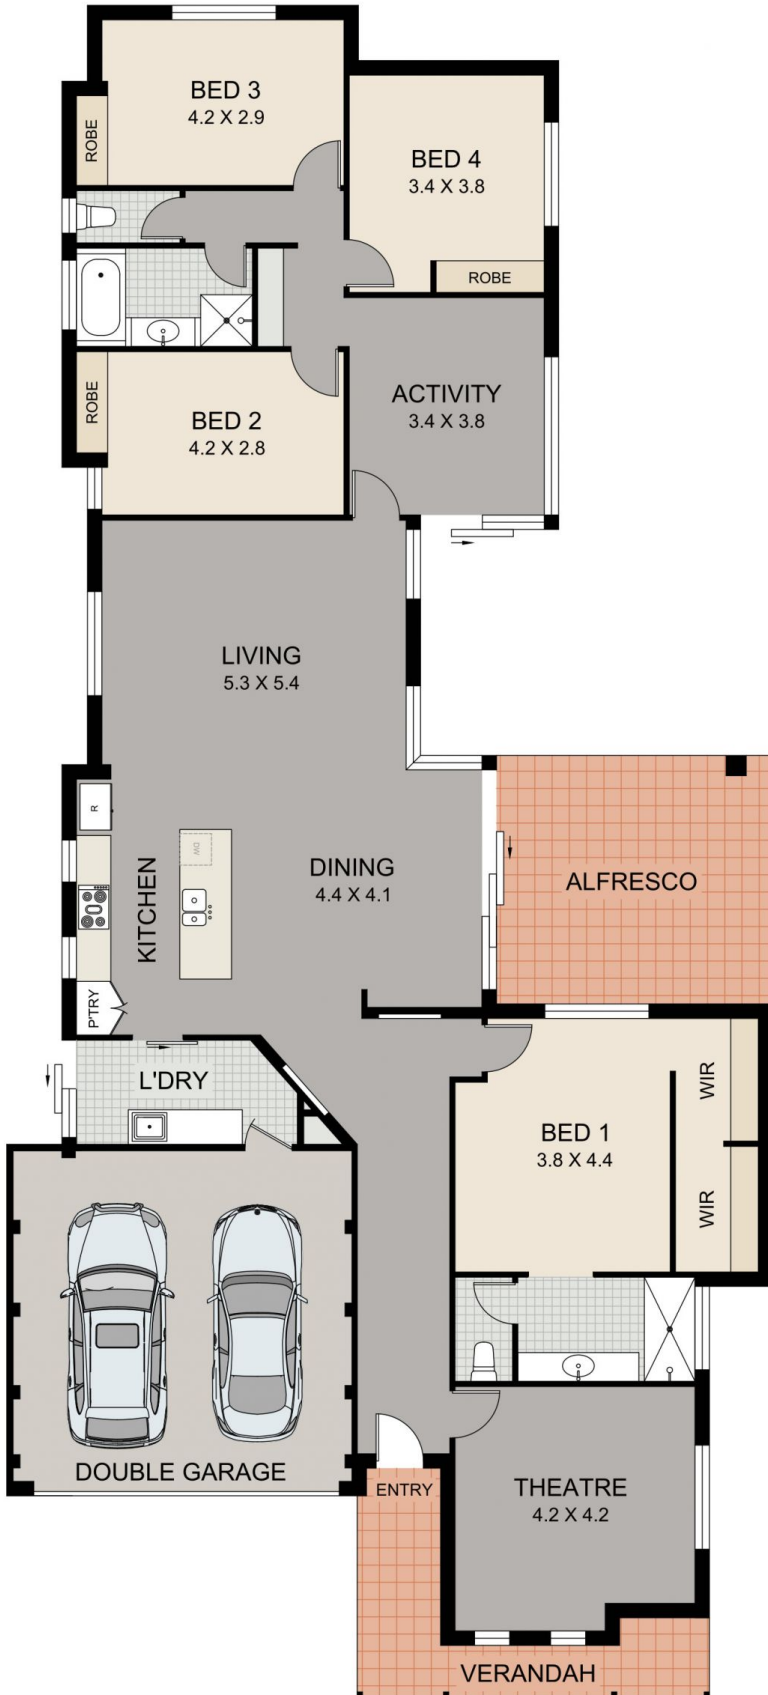 BED 3
4.2 X 2.9
ROBE
BED 4
3.4 X 3.8
ROBE
ROBE
BED 2
4.2 X 2.8
ACTIVITY
3.4 X 3.8
LIVING
5.3 X 5.4
R
DW
KITCHEN
DINING
4.4 X 4.1
ALFRESCO
P'TRY
L'DRY
BED 1
3.8 X 4.4
WIR
WIR
DOUBLE GARAGE
ENTRY
THEATRE
4.2 X 4.2
VERANDAH